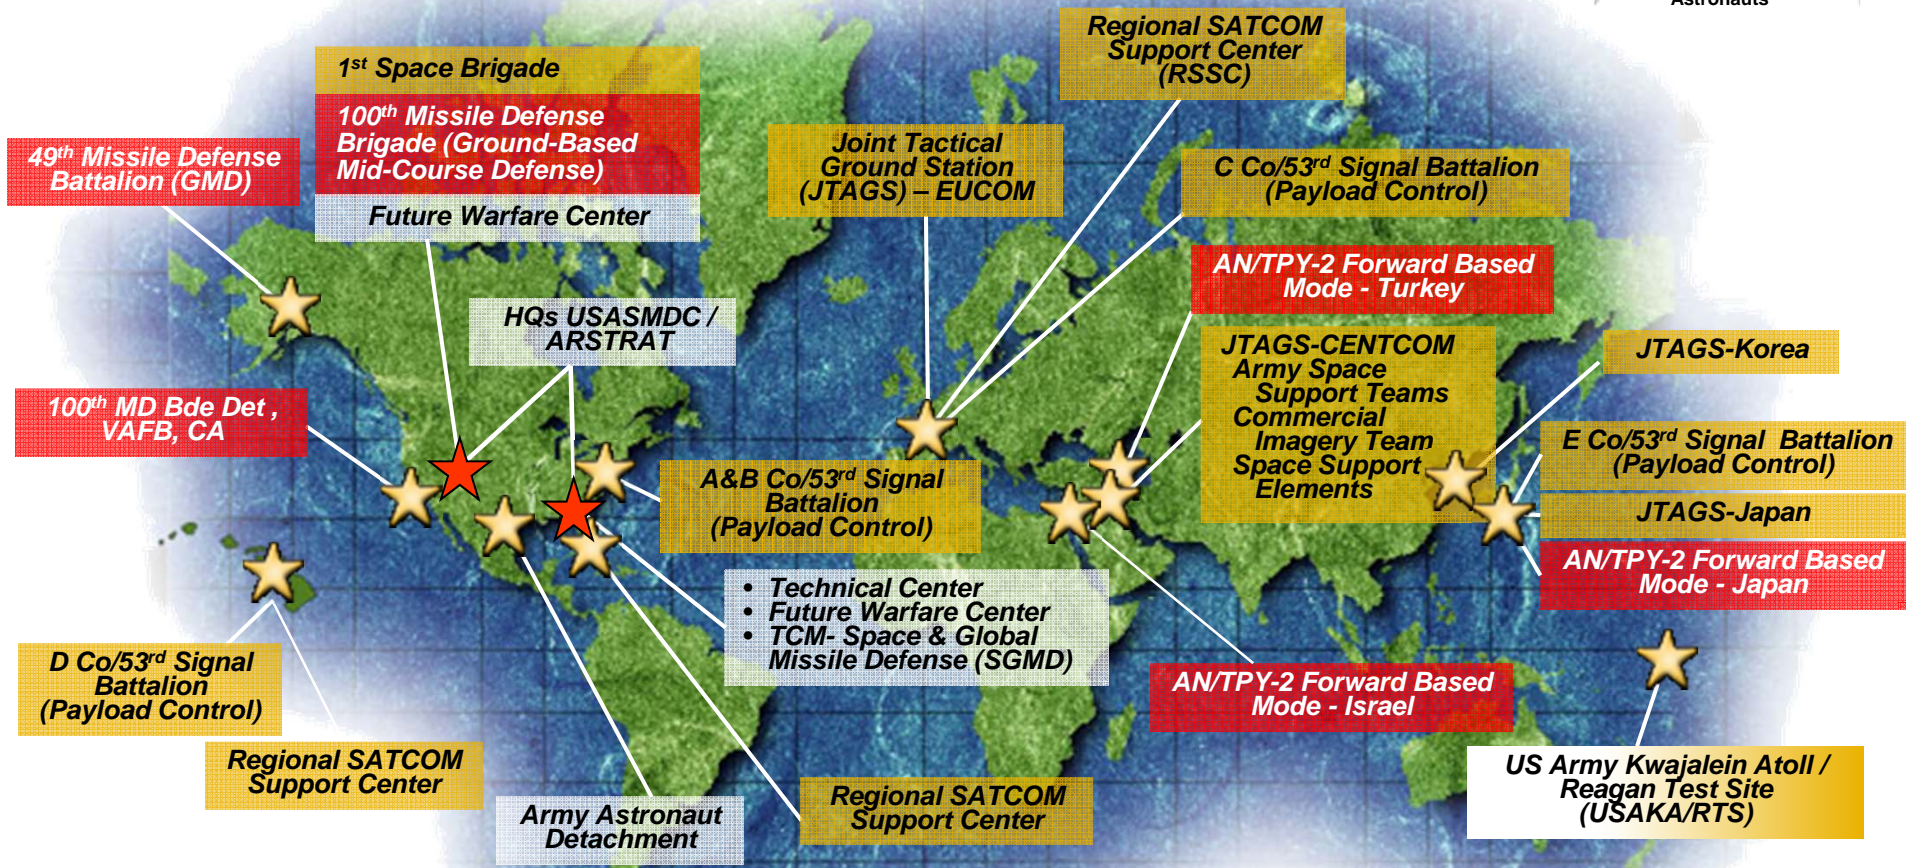 Astronauts
Regional SATCOM
Support Center
(RSSC)
1st Space Brigade
100th Missile Defense
Brigade (Ground-Based
Mid-Course Defense)
Future Warfare Center
49th Missile Defense
Battalion (GMD)
Joint Tactical
Ground Station
(JTAGS) – EUCOM
C Co/53rd Signal Battalion
(Payload Control)
AN/TPY-2 Forward Based
Mode - Turkey
HQs USASMDC /
ARSTRAT
JTAGS-CENTCOM
Army Space
Support Teams
Commercial
Imagery Team
Space Support
Elements
JTAGS-Korea
100th MD Bde Det ,
VAFB, CA
A&B Co/53rd Signal
Battalion
(Payload Control)
E Co/53rd Signal Battalion
(Payload Control)
JTAGS-Japan
AN/TPY-2 Forward Based
Mode - Japan
• Technical Center
• Future Warfare Center
• TCM- Space & Global
Missile Defense (SGMD)
D Co/53rd Signal
Battalion
(Payload Control)
AN/TPY-2 Forward Based
Mode - Israel
Regional SATCOM
Support Center
Army Astronaut
Detachment
Regional SATCOM
Support Center
US Army Kwajalein Atoll /
Reagan Test Site
(USAKA/RTS)